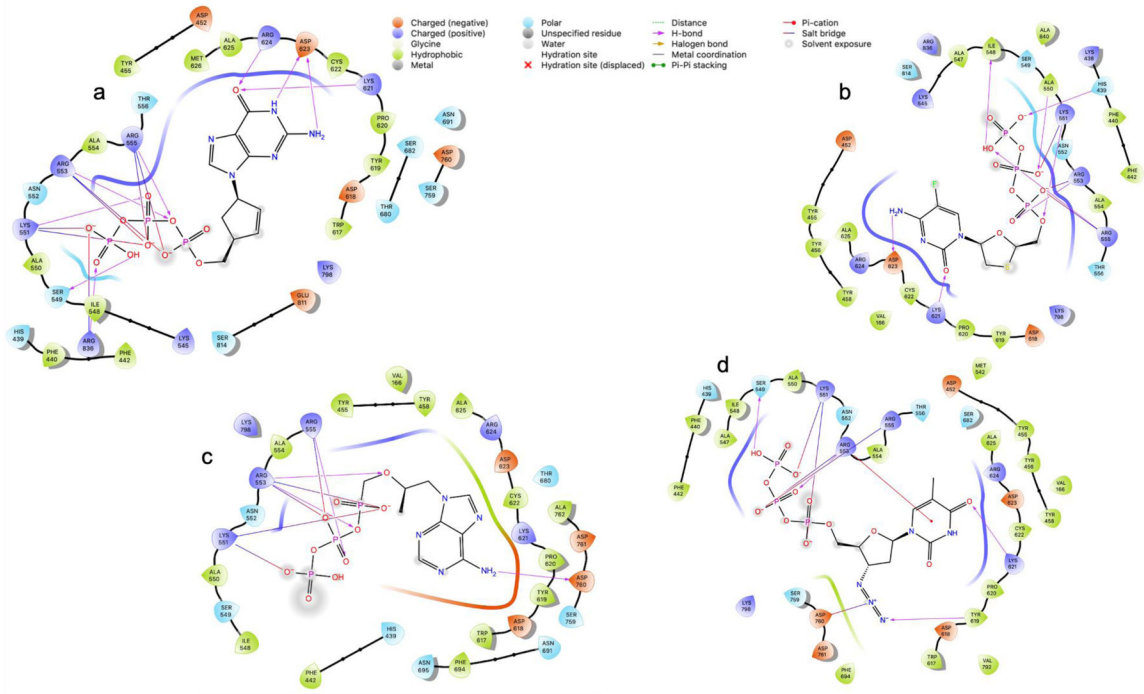 Charged (negative)
Charged (positive)
Glycine
Hydrophobic
Metal
Polar
Unspecified residue
Water
Hydration site
Hydration site (displaced)
Distance
H-bond
Halogen bond
Metal coordination
Pi-Pi stacking
Pi-cation
Salt bridge
Solvent exposure
a
ASP 452
TYR 455
MET 626
ALA 625
ARG 624
ASP 623
CYS 622
LYS 621
PRO 620
TYR 619
ASP 618
TRP 617
ASN 691
SER 682
ASP 760
SER 759
THR 680
THR 556
ARG 555
ALA 554
ARG 553
ASN 552
LYS 551
ALA 550
SER 549
ILE 548
ARG 836
HIS 439
PHE 440
PHE 442
LYS 545
SER 814
GLU 811
LYS 798
O
NH
NH₂
N
N
N
O
P
O
P
O
P
O
O⁻
O⁻
OH
O
O
b
ARG 836
SER 814
LYS 545
ALA 547
ILE 548
SER 549
ALA 840
ALA 550
LYS 551
ASN 552
ARG 553
ALA 554
ARG 555
THR 556
LYS 438
HIS 439
PHE 440
PHE 442
ASP 452
TYR 455
TYR 456
TYR 458
VAL 166
ALA 625
ARG 624
ASP 623
CYS 622
LYS 621
PRO 620
TYR 619
ASP 618
LYS 798
O
P
O⁻
HO
O
P
O⁻
O
O
P
O⁻
O
O
F
H₂N
N
N
O
S
c
VAL 166
TYR 455
TYR 458
ALA 625
ARG 624
ASP 623
CYS 622
LYS 621
PRO 620
TYR 619
ASP 618
TRP 617
THR 680
ALA 762
ASP 761
ASP 760
SER 759
ASN 691
PHE 694
ASN 695
LYS 798
ARG 555
ALA 554
ARG 553
ASN 552
LYS 551
ALA 550
SER 549
ILE 548
PHE 442
HIS 439
O
P
O⁻
O
P
O
O
O⁻
P
OH
O
N
N
N
N
NH₂
d
HIS 439
PHE 440
PHE 442
ALA 547
ILE 548
SER 549
ALA 550
LYS 551
ASN 552
ARG 553
ALA 554
ARG 555
THR 556
SER 682
ASP 452
MET 542
TYR 455
TYR 456
VAL 166
TYR 458
ALA 625
ARG 624
ASP 623
CYS 622
LYS 621
PRO 620
TYR 619
ASP 618
TRP 617
VAL 792
PHE 694
ASP 761
ASP 760
SER 759
LYS 798
O
P
HO
O⁻
O
P
O
O⁻
O
P
O
O⁻
O
O
N
O
NH
O
N
N⁺
N⁻